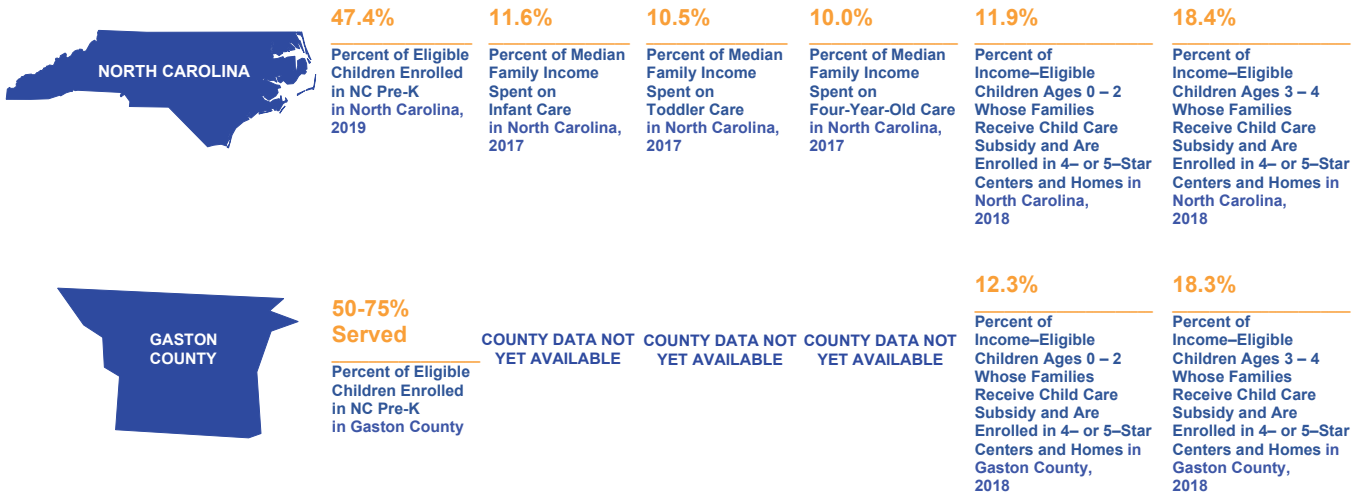 NORTH CAROLINA
47.4%
Percent of Eligible
Children Enrolled
in NC Pre-K
in North Carolina,
2019
11.6%
Percent of Median
Family Income
Spent on
Infant Care
in North Carolina,
2017
10.5%
Percent of Median
Family Income
Spent on
Toddler Care
in North Carolina,
2017
10.0%
Percent of Median
Family Income
Spent on
Four-Year-Old Care
in North Carolina,
2017
11.9%
Percent of
Income–Eligible
Children Ages 0 – 2
Whose Families
Receive Child Care
Subsidy and Are
Enrolled in 4– or 5–Star
Centers and Homes in
North Carolina,
2018
18.4%
Percent of
Income–Eligible
Children Ages 3 – 4
Whose Families
Receive Child Care
Subsidy and Are
Enrolled in 4– or 5–Star
Centers and Homes in
North Carolina,
2018
GASTON
COUNTY
50-75%
Served
Percent of Eligible
Children Enrolled
in NC Pre-K
in Gaston County
COUNTY DATA NOT
YET AVAILABLE
COUNTY DATA NOT
YET AVAILABLE
COUNTY DATA NOT
YET AVAILABLE
12.3%
Percent of
Income–Eligible
Children Ages 0 – 2
Whose Families
Receive Child Care
Subsidy and Are
Enrolled in 4– or 5–Star
Centers and Homes in
Gaston County,
2018
18.3%
Percent of
Income–Eligible
Children Ages 3 – 4
Whose Families
Receive Child Care
Subsidy and Are
Enrolled in 4– or 5–Star
Centers and Homes in
Gaston County,
2018